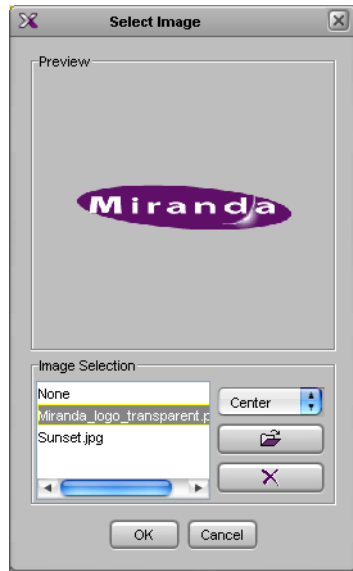 Select Image
Preview
Miranda
Image Selection
None
Miranda_logo_transparent.p
Sunset.jpg
Center
OK
Cancel